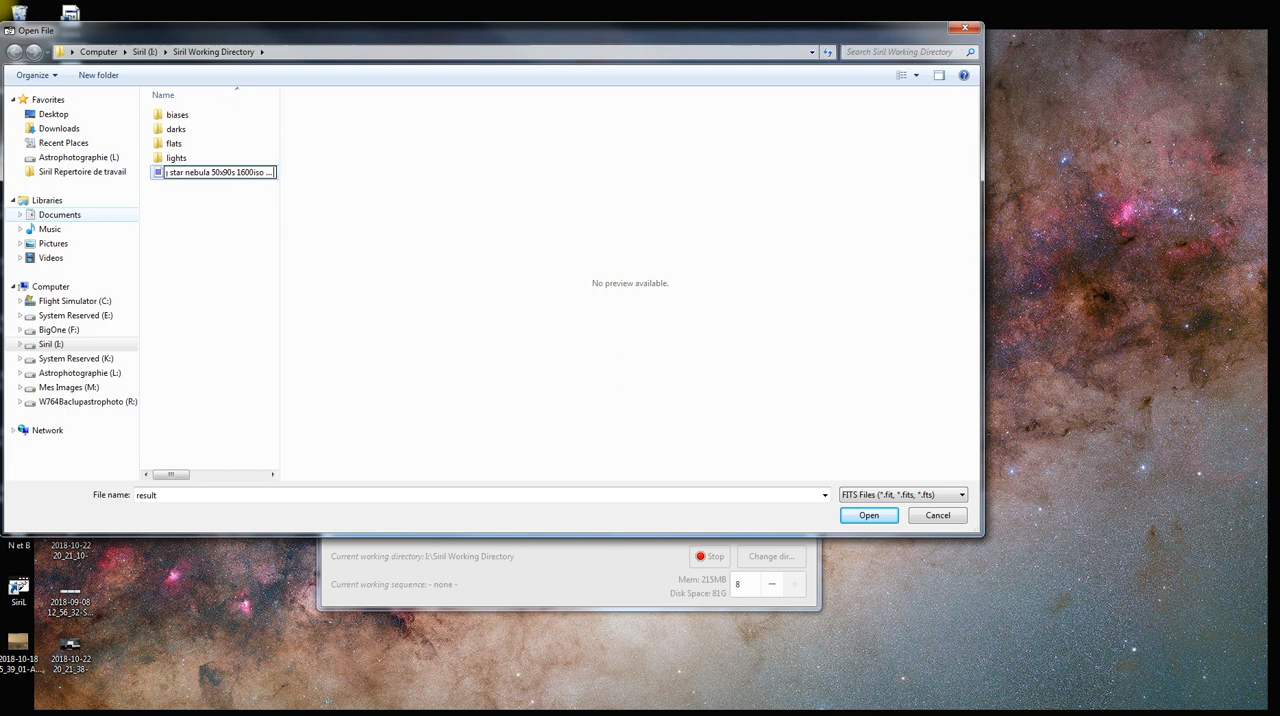 Open File
Computer
Siril (I:)
Siril Working Directory
Search Siril Working Directory
Organize
New folder
Favorites
Desktop
Downloads
Recent Places
Astrophotographie (L)
Siril Repertoire de travail
Libraries
Documents
Music
Pictures
Videos
Computer
Flight Simulator (C:)
System Reserved (E:)
BigOne (F:)
Siril (I:)
System Reserved (K:)
Astrophotographie (L:)
Mes Images (M:)
W764Baclupastrophoto (R:)
Network
Name
biases
darks
flats
lights
star nebula 50x90s 1600iso ...
No preview available.
File name:
result
FITS Files (*.fit, *.fits, *.fts)
Open
Cancel
Current working directory: I:\Siril Working Directory
Stop
Change dir...
Current working sequence: - none -
Mem: 215MB
Disk Space: 81G
8
N et B
2018-10-22
20_21_10-
SiriL
2018-09-08
12_56_32-S...
2018-10-18
5_39_01-A...
2018-10-22
20_21_38-